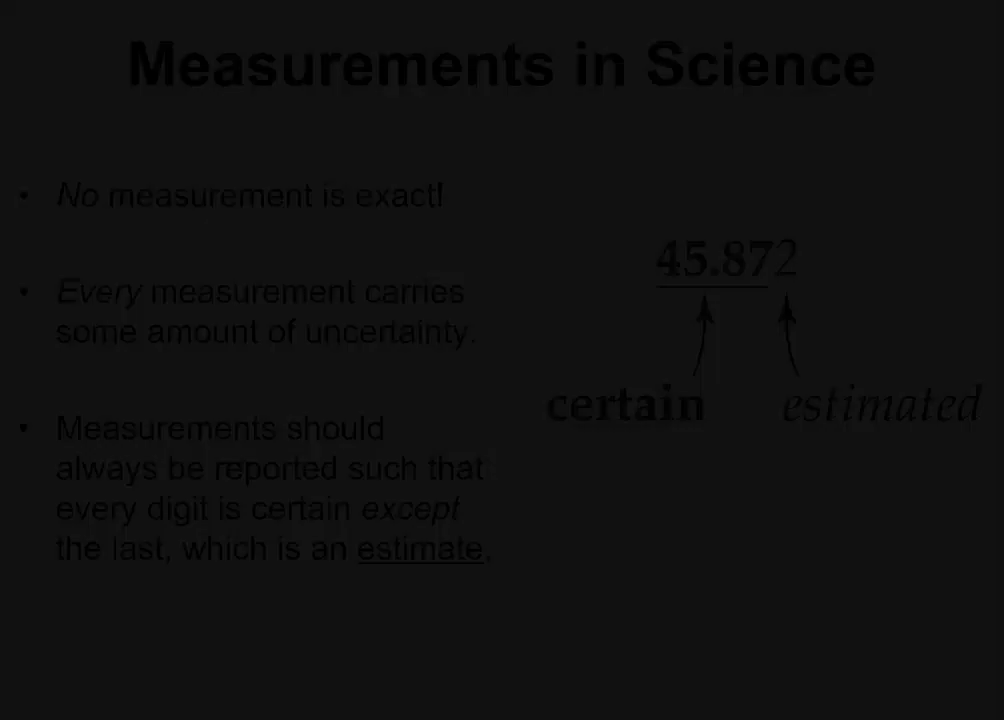 Measurements in Science
• No measurement is exact!
• Every measurement carries
some amount of uncertainty.
• Measurements should
always be reported such that
every digit is certain except
the last, which is an estimate.
45.872
certain
estimated